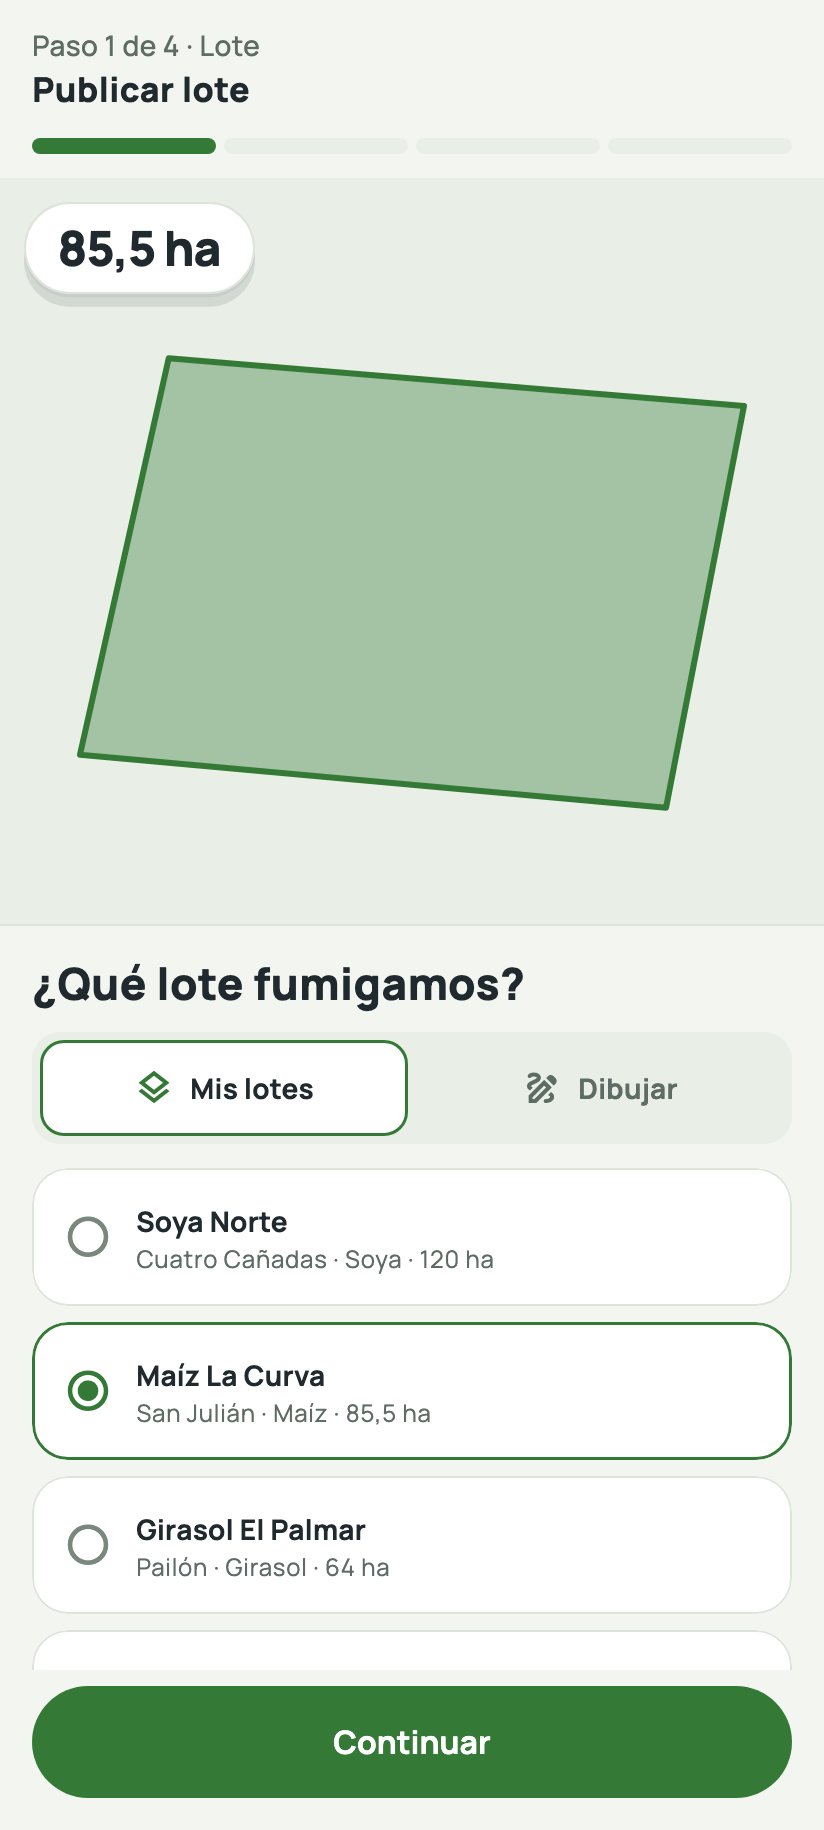 Paso 1 de 4 · Lote
Publicar lote
85,5 ha
¿Qué lote fumigamos?
Mis lotes
Dibujar
Soya Norte
Cuatro Cañadas · Soya · 120 ha
Maíz La Curva
San Julián · Maíz · 85,5 ha
Girasol El Palmar
Pailón · Girasol · 64 ha
Continuar